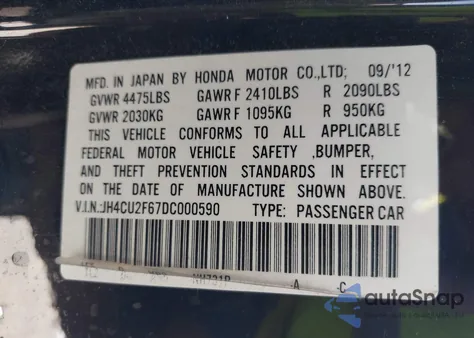 MFD. IN JAPAN BY HONDA MOTOR CO.,LTD; 09/'12
GVWR 4475LBS GAWR F 2410LBS R 2090LBS
GVWR 2030KG GAWR F 1095KG R 950KG
THIS VEHICLE CONFORMS TO ALL APPLICABLE
FEDERAL MOTOR VEHICLE SAFETY ,BUMPER,
AND THEFT PREVENTION STANDARDS IN EFFECT
ON THE DATE OF MANUFACTURE SHOWN ABOVE.
V.I.N.:JH4CU2F67DC000590 TYPE: PASSENGER CAR
NH731P -A -C
autoSnap